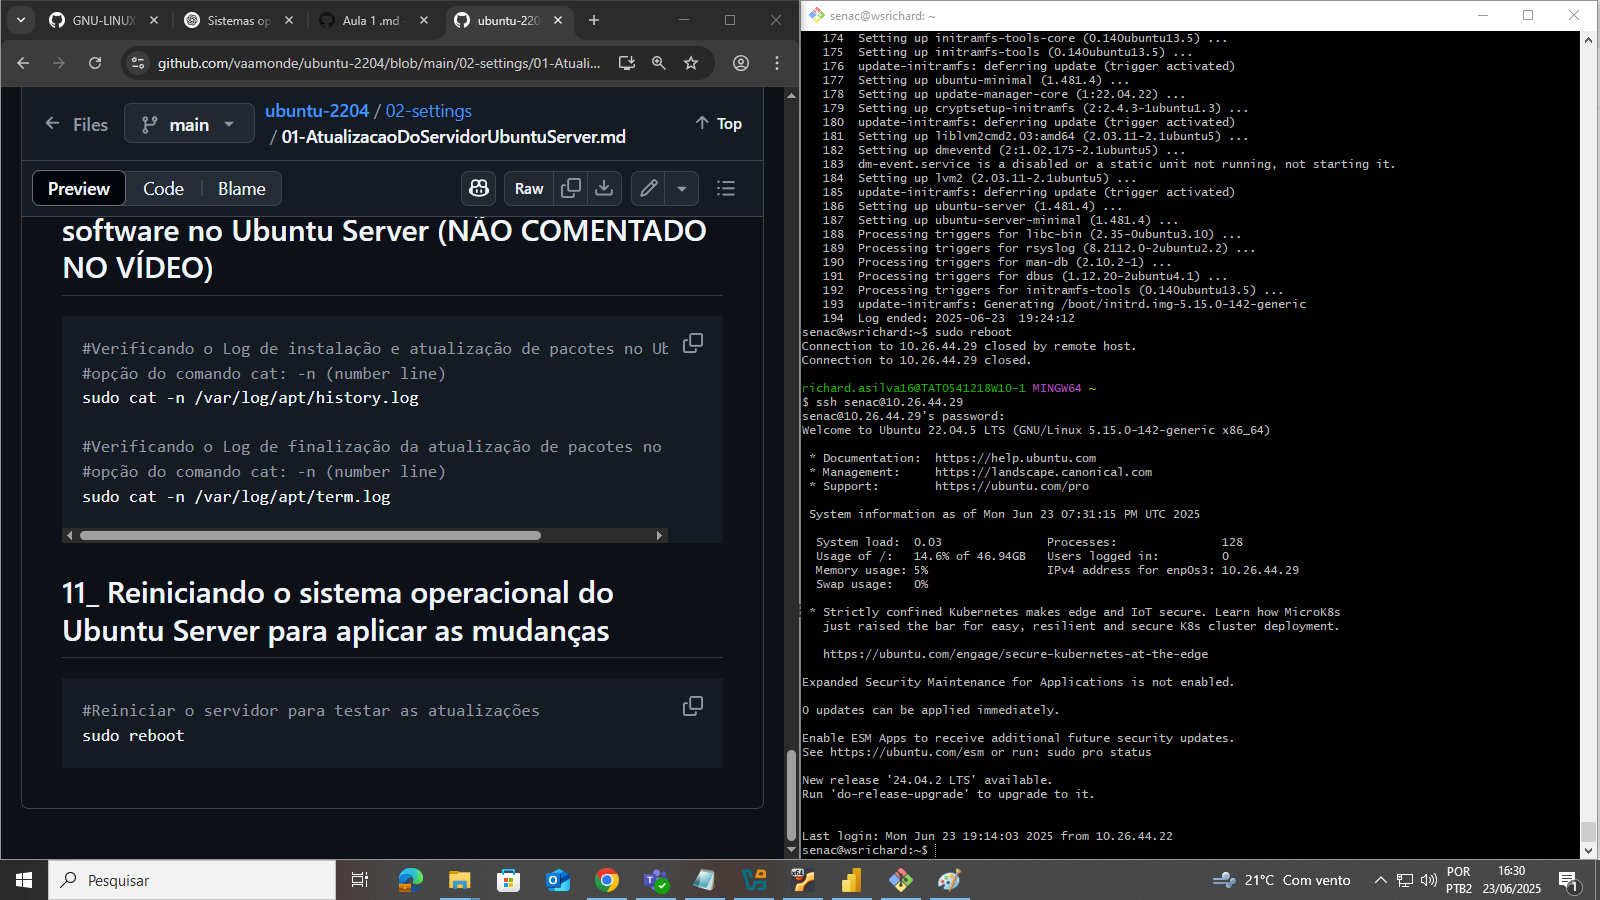 GNU-LINUX
Sistemas op
Aula 1 .md
ubuntu-220
github.com/vaamonde/ubuntu-2204/blob/main/02-settings/01-Atuali...
Files
main
ubuntu-2204 / 02-settings
/ 01-AtualizacaoDoServidorUbuntuServer.md
Top
Preview
Code
Blame
Raw
software no Ubuntu Server (NÃO COMENTADO
NO VÍDEO)
#Verificando o Log de instalação e atualização de pacotes no Ub
#opção do comando cat: -n (number line)
sudo cat -n /var/log/apt/history.log
#Verificando o Log de finalização da atualização de pacotes no
#opção do comando cat: -n (number line)
sudo cat -n /var/log/apt/term.log
11_ Reiniciando o sistema operacional do
Ubuntu Server para aplicar as mudanças
#Reiniciar o servidor para testar as atualizações
sudo reboot
senac@wsrichard: ~
174  Setting up initramfs-tools-core (0.140ubuntu13.5) ...
175  Setting up initramfs-tools (0.140ubuntu13.5) ...
176  update-initramfs: deferring update (trigger activated)
177  Setting up ubuntu-minimal (1.481.4) ...
178  Setting up update-manager-core (1:22.04.22) ...
179  Setting up cryptsetup-initramfs (2:2.4.3-1ubuntu1.3) ...
180  update-initramfs: deferring update (trigger activated)
181  Setting up liblvm2cmd2.03:amd64 (2.03.11-2.1ubuntu5) ...
182  Setting up dmeventd (2:1.02.175-2.1ubuntu5) ...
183  dm-event.service is a disabled or a static unit not running, not starting it.
184  Setting up lvm2 (2.03.11-2.1ubuntu5) ...
185  update-initramfs: deferring update (trigger activated)
186  Setting up ubuntu-server (1.481.4) ...
187  Setting up ubuntu-server-minimal (1.481.4) ...
188  Processing triggers for libc-bin (2.35-0ubuntu3.10) ...
189  Processing triggers for rsyslog (8.2112.0-2ubuntu2.2) ...
190  Processing triggers for man-db (2.10.2-1) ...
191  Processing triggers for dbus (1.12.20-2ubuntu4.1) ...
192  Processing triggers for initramfs-tools (0.140ubuntu13.5) ...
193  update-initramfs: Generating /boot/initrd.img-5.15.0-142-generic
194  Log ended: 2025-06-23  19:24:12
senac@wsrichard:~$ sudo reboot
Connection to 10.26.44.29 closed by remote host.
Connection to 10.26.44.29 closed.
richard.asilva16@TAT0541218W10-1 MINGW64 ~
$ ssh senac@10.26.44.29
senac@10.26.44.29's password:
Welcome to Ubuntu 22.04.5 LTS (GNU/Linux 5.15.0-142-generic x86_64)
* Documentation:  https://help.ubuntu.com
* Management:     https://landscape.canonical.com
* Support:        https://ubuntu.com/pro
System information as of Mon Jun 23 07:31:15 PM UTC 2025
System load:  0.03               Processes:               128
Usage of /:   14.6% of 46.94GB   Users logged in:         0
Memory usage: 5%                 IPv4 address for enp0s3: 10.26.44.29
Swap usage:   0%
* Strictly confined Kubernetes makes edge and IoT secure. Learn how MicroK8s
just raised the bar for easy, resilient and secure K8s cluster deployment.
https://ubuntu.com/engage/secure-kubernetes-at-the-edge
Expanded Security Maintenance for Applications is not enabled.
0 updates can be applied immediately.
Enable ESM Apps to receive additional future security updates.
See https://ubuntu.com/esm or run: sudo pro status
New release '24.04.2 LTS' available.
Run 'do-release-upgrade' to upgrade to it.
Last login: Mon Jun 23 19:14:03 2025 from 10.26.44.22
senac@wsrichard:~$
Pesquisar
21°C  Com vento
POR
PTB2
16:30
23/06/2025
1